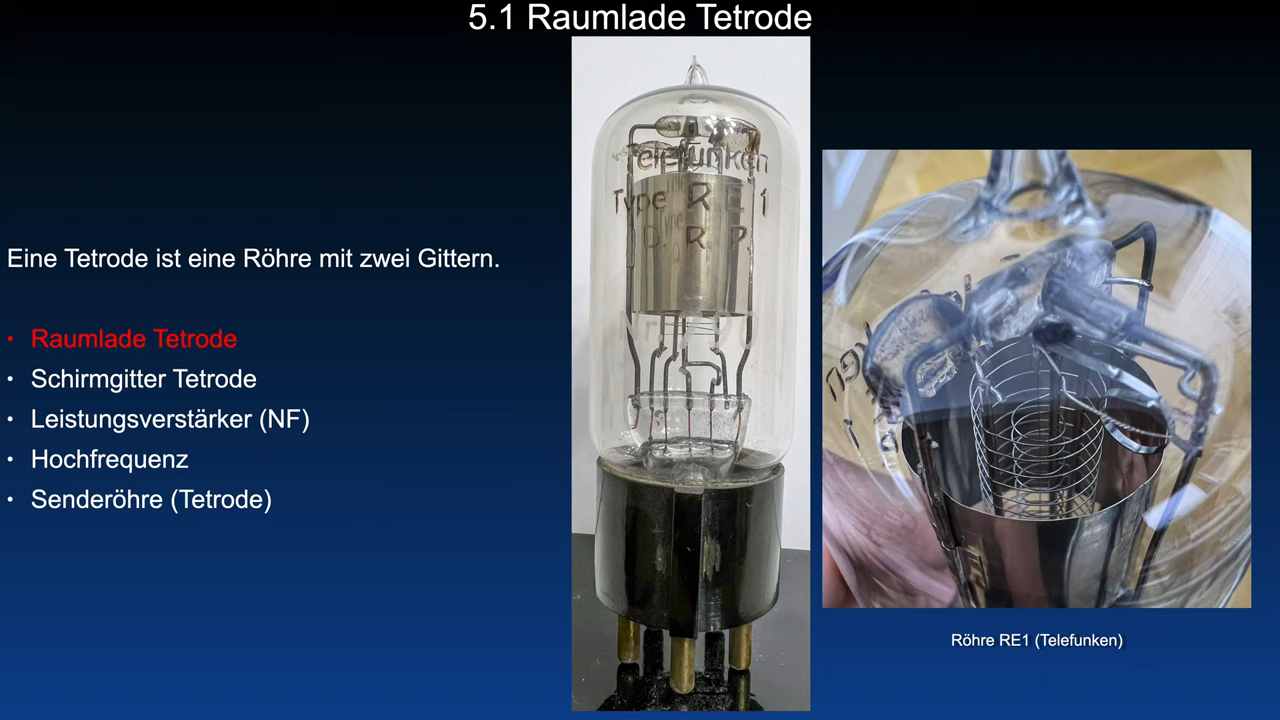 5.1 Raumlade Tetrode
Eine Tetrode ist eine Röhre mit zwei Gittern.
• Raumlade Tetrode
• Schirmgitter Tetrode
• Leistungsverstärker (NF)
• Hochfrequenz
• Senderöhre (Tetrode)
Telefunken
Type R E 1
D. R. P.
Röhre RE1 (Telefunken)